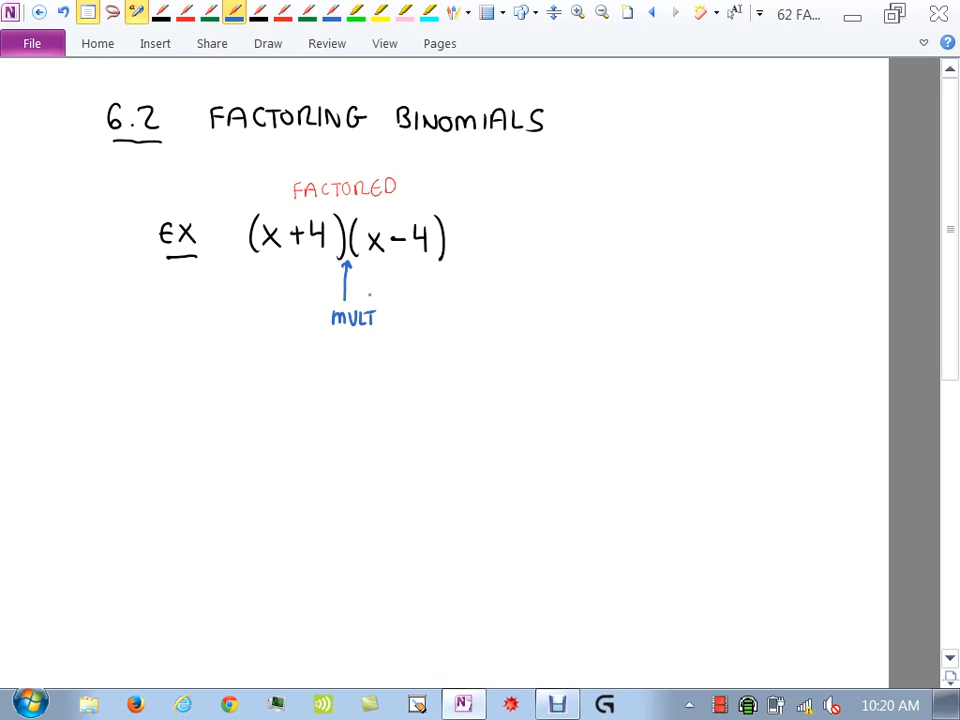 62 FA...
File Home Insert Share Draw Review View Pages
6.2 FACTORING BINOMIALS
FACTORED
EX (x+4)(x-4)
MULT
10:20 AM